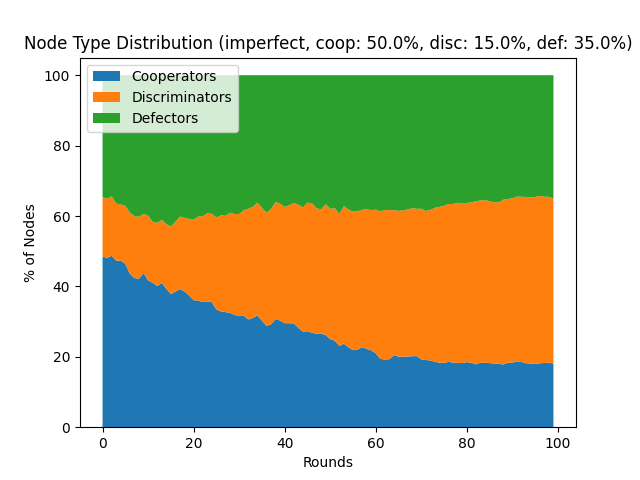 Node Type Distribution (imperfect, coop: 50.0%, disc: 15.0%, def: 35.0%)
Cooperators
Discriminators
Defectors
% of Nodes
100
80
60
40
20
0
0 20 40 60 80 100
Rounds